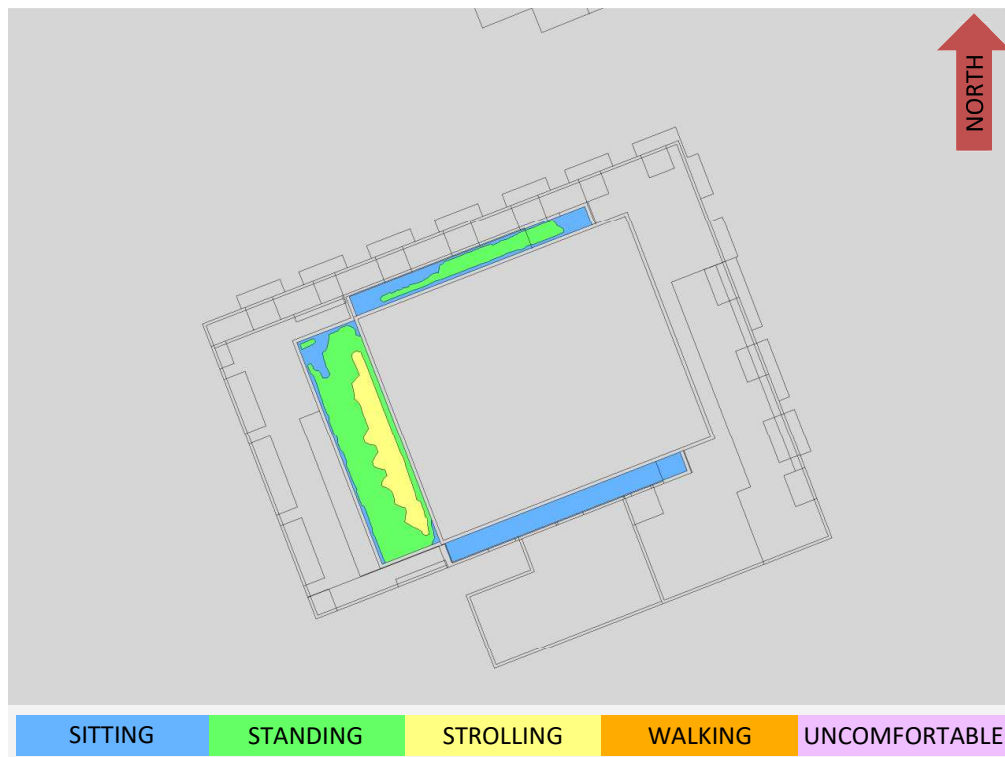 NORTH
SITTING
STANDING
STROLLING
WALKING
UNCOMFORTABLE